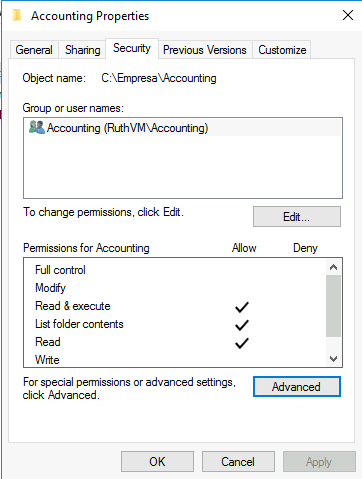 Accounting Properties
General Sharing Security Previous Versions Customize
Object name: C:\Empresa\Accounting
Group or user names:
Accounting (RuthVM\Accounting)
To change permissions, click Edit.
Edit...
Permissions for Accounting Allow Deny
Full control
Modify
Read & execute
List folder contents
Read
Write
For special permissions or advanced settings,
click Advanced.
Advanced
OK Cancel Apply